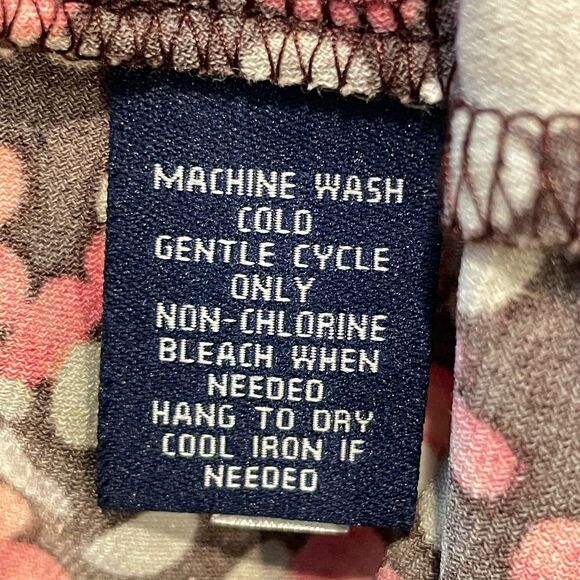 MACHINE WASH
COLD
GENTLE CYCLE
ONLY
NON-CHLORINE
BLEACH WHEN
NEEDED
HANG TO DRY
COOL IRON IF
NEEDED